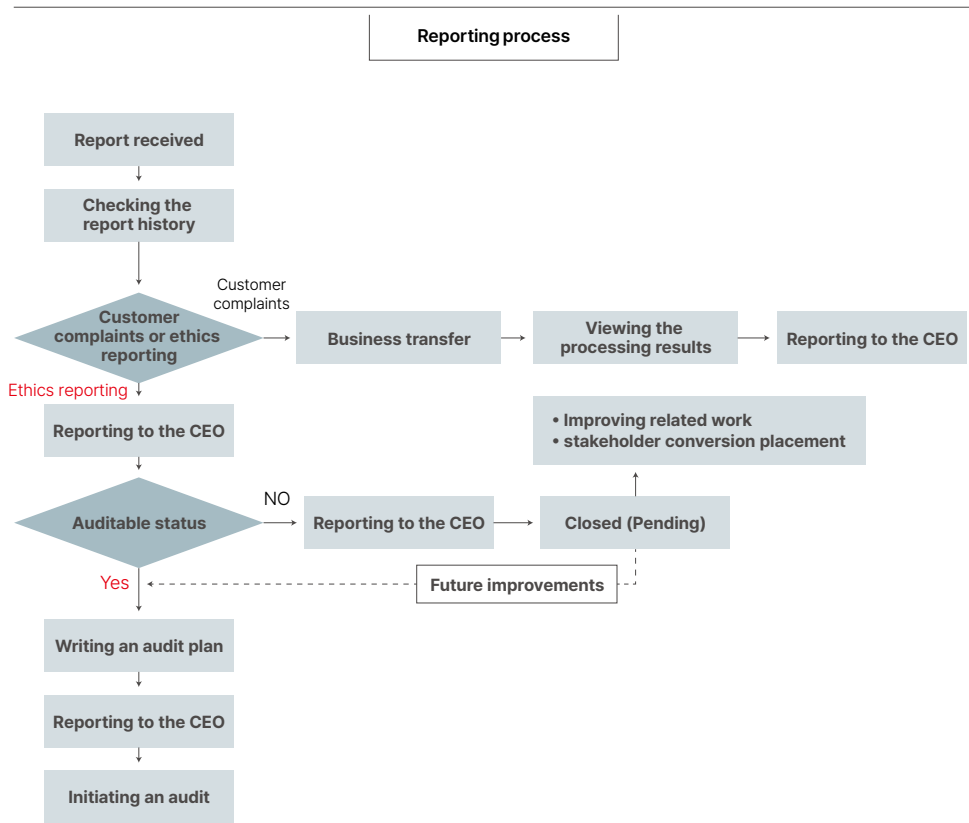 Reporting process
Report received
Checking the
report history
Customer
complaints
Customer
complaints or ethics
reporting
Business transfer
Viewing the
processing results
Reporting to the CEO
Ethics reporting
Reporting to the CEO
• Improving related work
• stakeholder conversion placement
Auditable status
NO
Reporting to the CEO
Closed (Pending)
Yes
Future improvements
Writing an audit plan
Reporting to the CEO
Initiating an audit